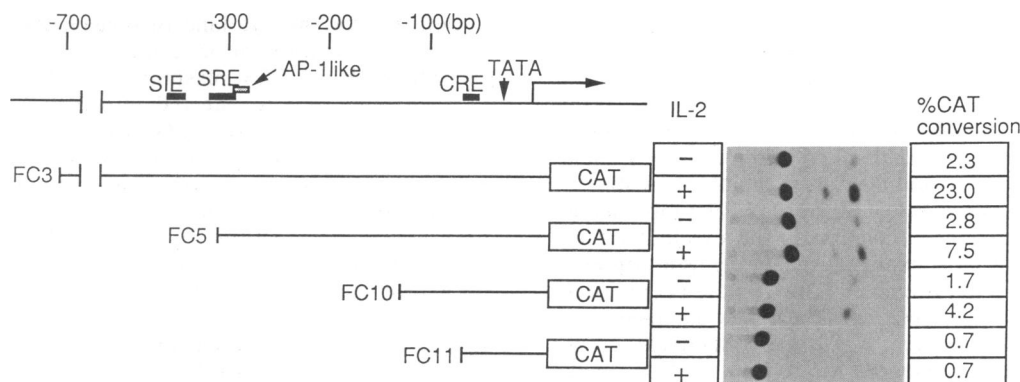 -700 -300 -200 -100(bp)
SIE SRE AP-1like CRE TATA
IL-2 %CAT conversion
FC3 CAT − 2.3
+ 23.0
FC5 CAT − 2.8
+ 7.5
FC10 CAT − 1.7
+ 4.2
FC11 CAT − 0.7
+ 0.7